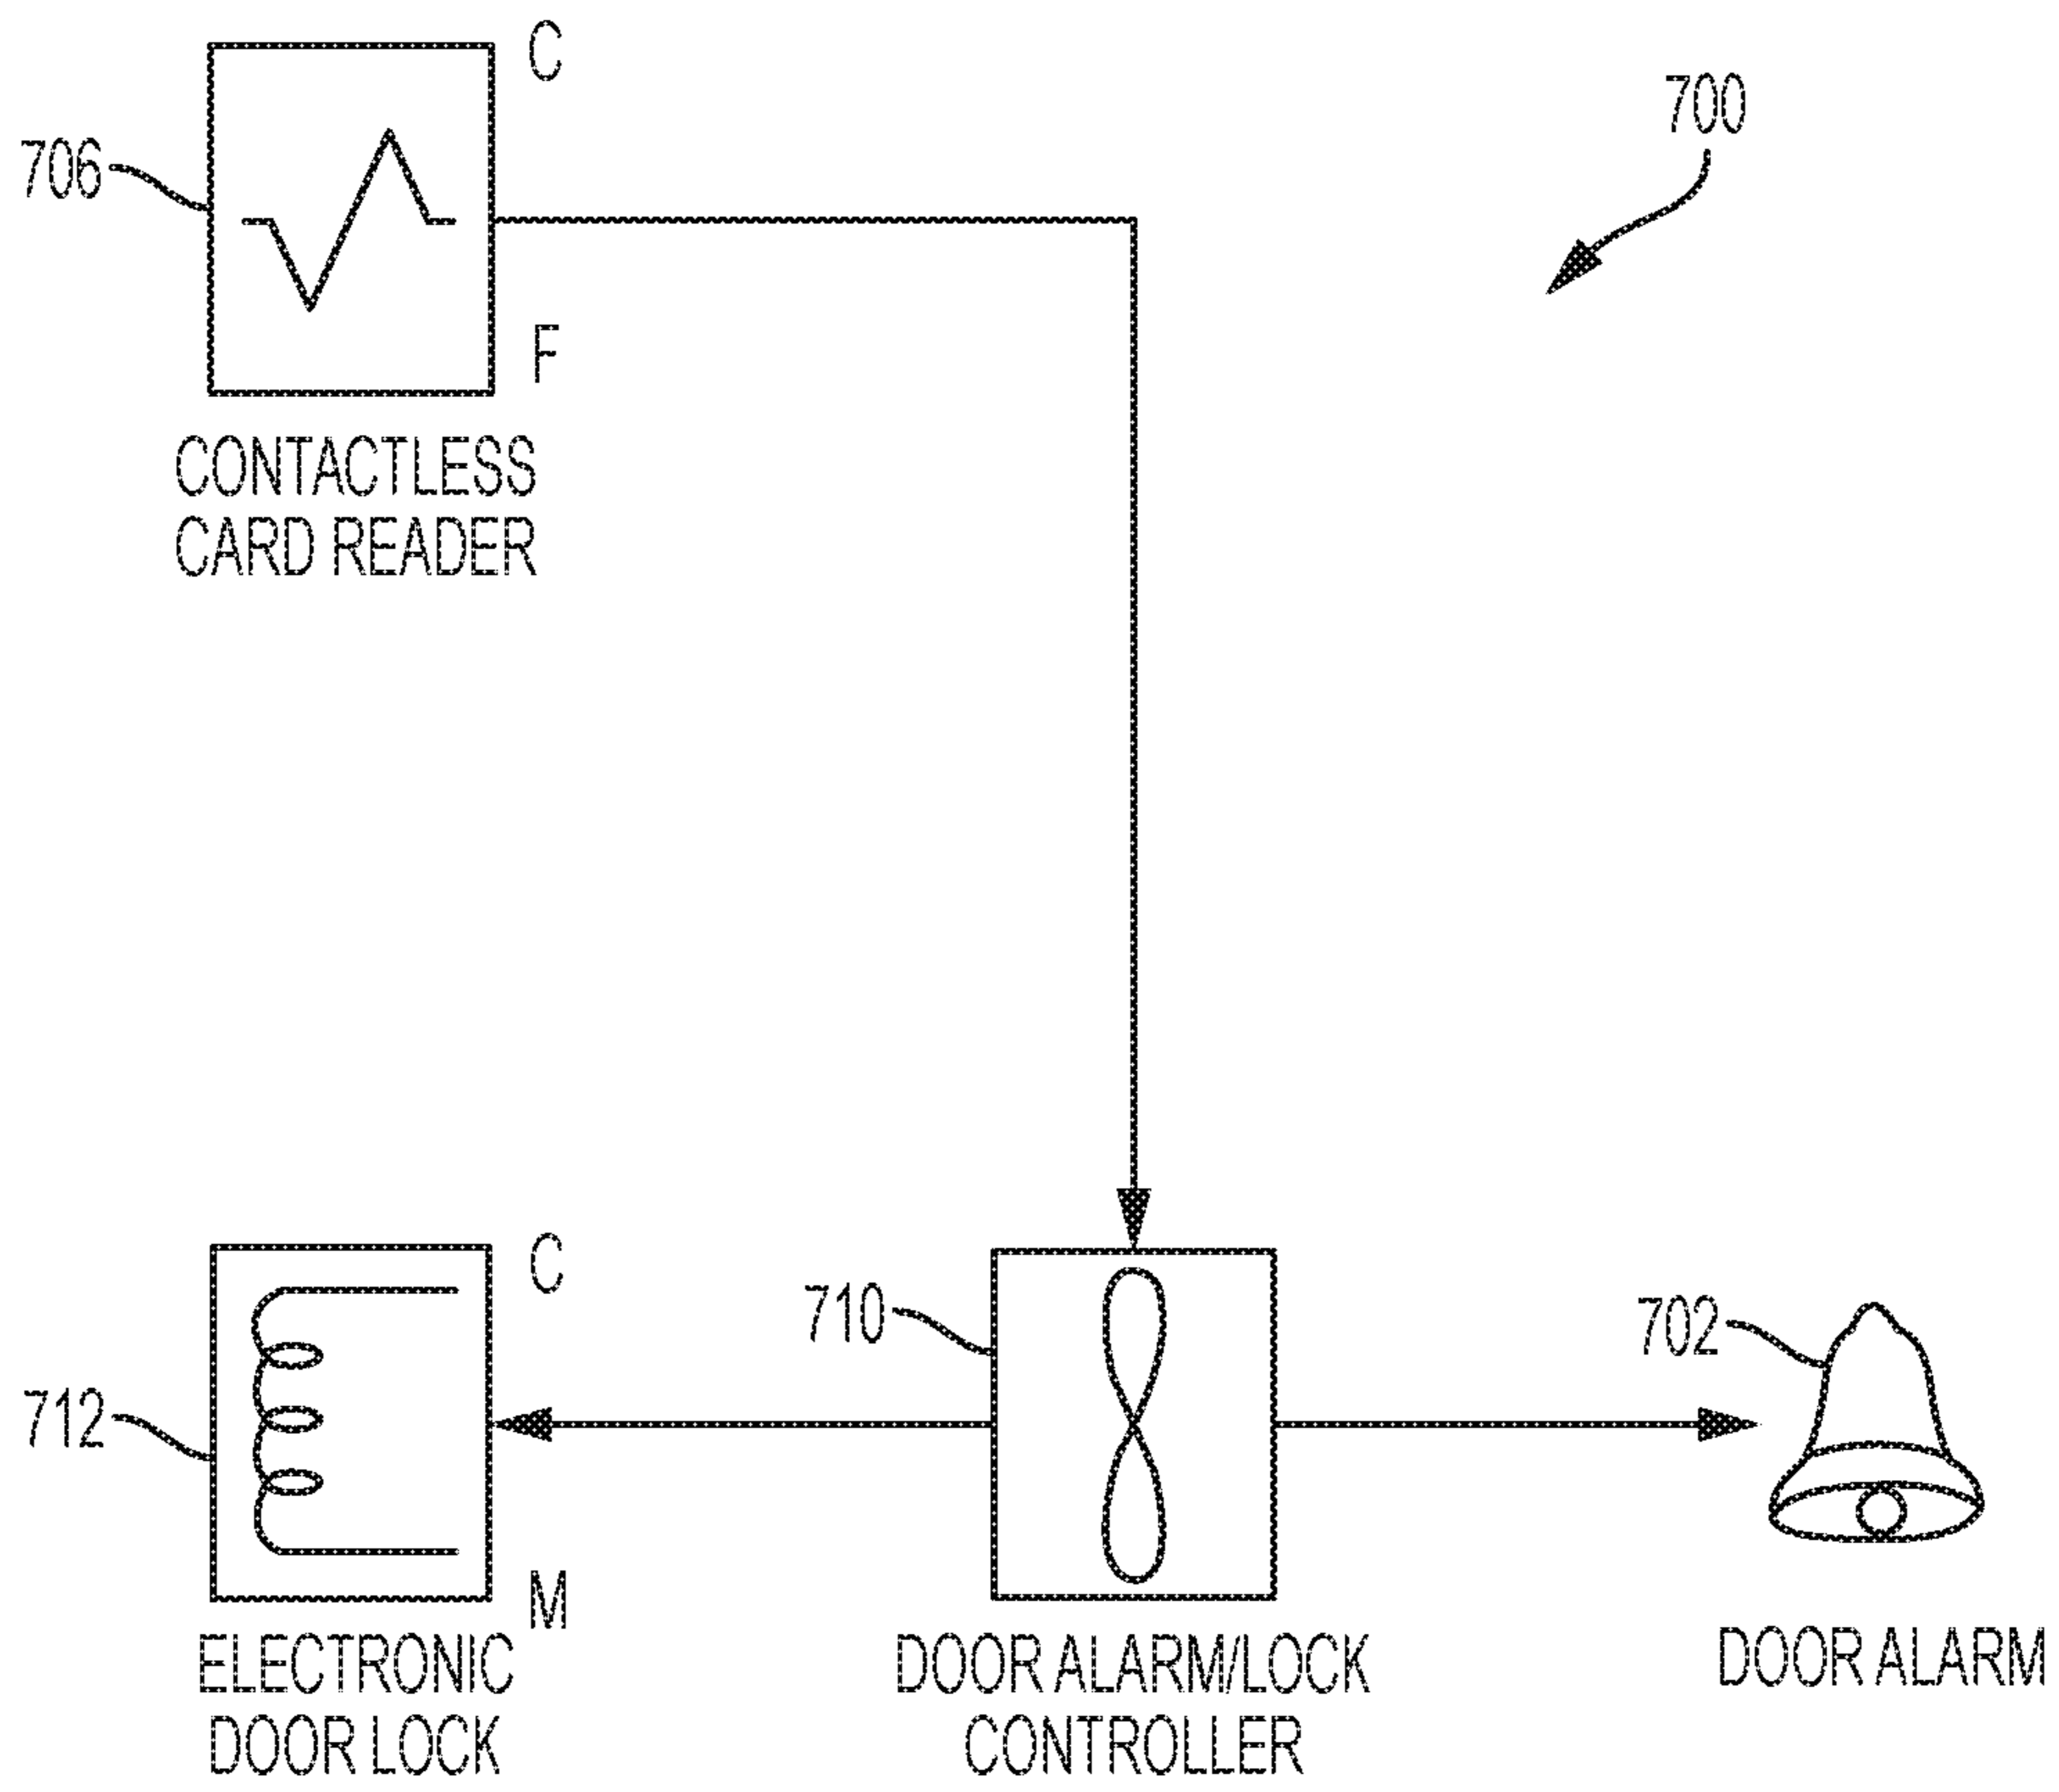 C
700
706
F
CONTACTLESS
CARD READER
C
710
702
712
M
ELECTRONIC
DOOR LOCK
DOOR ALARM/LOCK
CONTROLLER
DOOR ALARM